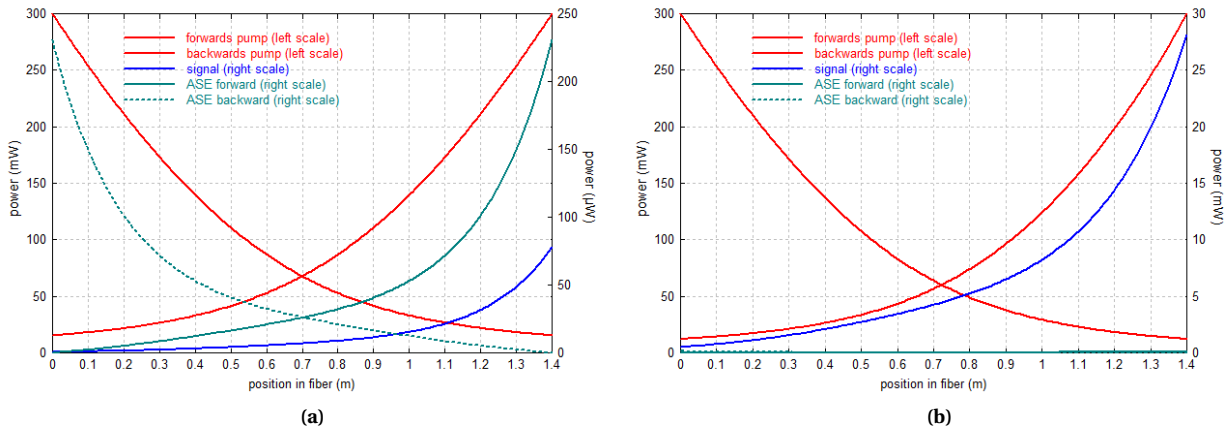 300
250
200
150
100
50
0
power (mW)
250
200
150
100
50
0
power (µW)
forwards pump (left scale)
backwards pump (left scale)
signal (right scale)
ASE forward (right scale)
ASE backward (right scale)
0 0.1 0.2 0.3 0.4 0.5 0.6 0.7 0.8 0.9 1 1.1 1.2 1.3 1.4
position in fiber (m)
(a)
300
250
200
150
100
50
0
power (mW)
30
25
20
15
10
5
0
power (mW)
forwards pump (left scale)
backwards pump (left scale)
signal (right scale)
ASE forward (right scale)
ASE backward (right scale)
0 0.1 0.2 0.3 0.4 0.5 0.6 0.7 0.8 0.9 1 1.1 1.2 1.3 1.4
position in fiber (m)
(b)